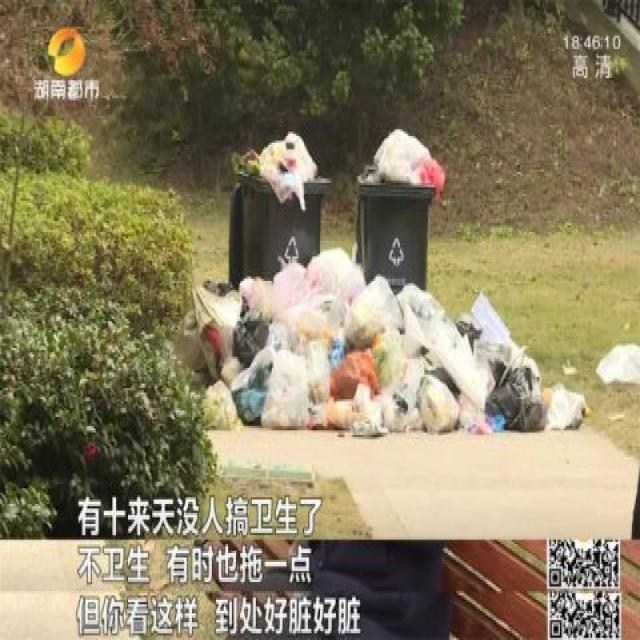 湖南都市
18:46:10
高清
有十来天没人搞卫生了
不卫生 有时也拖一点
但你看这样 到处好脏好脏